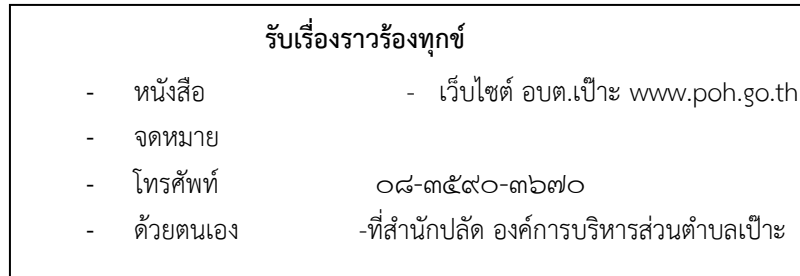 รับเรื่องราวร้องทุกข์
- หนังสือ - เว็บไซต์ อบต.เป๊าะ www.poh.go.th
- จดหมาย
- โทรศัพท์ ๐๘-๓๕๙๐-๓๖๗๐
- ด้วยตนเอง -ที่สำนักปลัด องค์การบริหารส่วนตำบลเป๊าะ